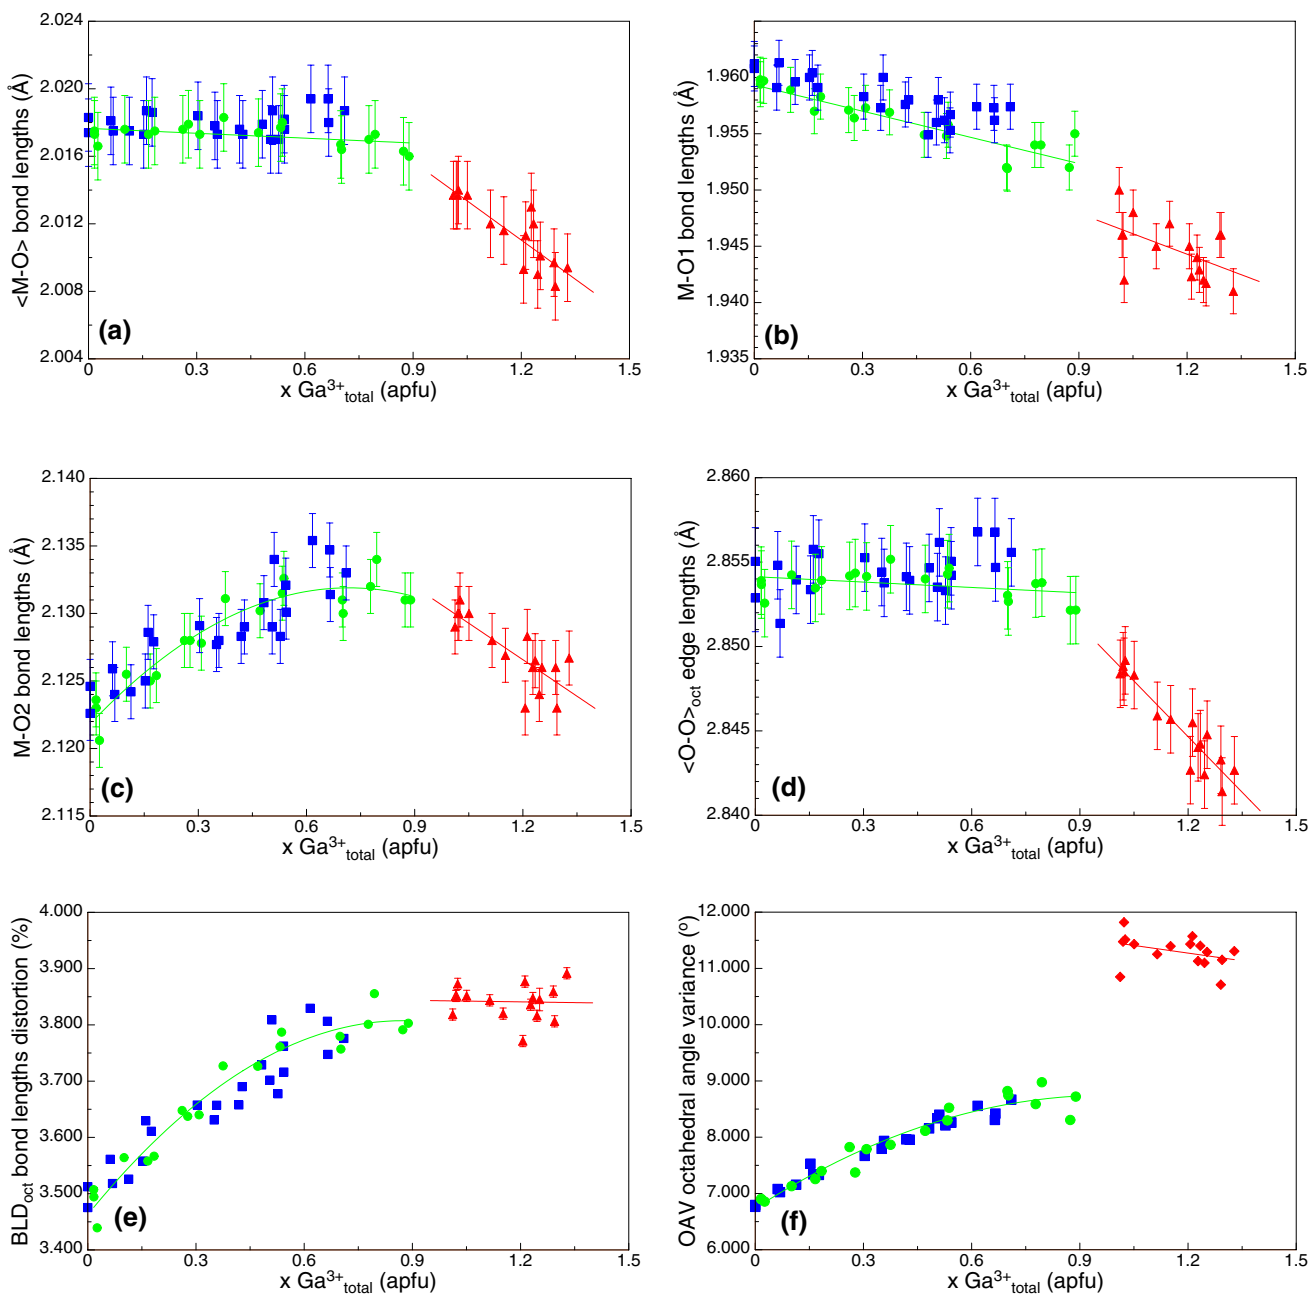 2.024
2.020
2.016
2.012
2.008
2.004
<M-O> bond lengths (Å)
(a)
0 0.3 0.6 0.9 1.2 1.5
x Ga³⁺total (apfu)
1.960
1.955
1.950
1.945
1.940
1.935
M-O1 bond lengths (Å)
(b)
0 0.3 0.6 0.9 1.2 1.5
x Ga³⁺total (apfu)
2.140
2.135
2.130
2.125
2.120
2.115
M-O2 bond lengths (Å)
(c)
0 0.3 0.6 0.9 1.2 1.5
x Ga³⁺total (apfu)
2.860
2.855
2.850
2.845
2.840
<O-O>oct edge lengths (Å)
(d)
0 0.3 0.6 0.9 1.2 1.5
x Ga³⁺total (apfu)
4.000
3.900
3.800
3.700
3.600
3.500
3.400
BLDoct bond lengths distortion (%)
(e)
0 0.3 0.6 0.9 1.2 1.5
x Ga³⁺total (apfu)
12.000
11.000
10.000
9.000
8.000
7.000
6.000
OAV octahedral angle variance (°)
(f)
0 0.3 0.6 0.9 1.2 1.5
x Ga³⁺total (apfu)